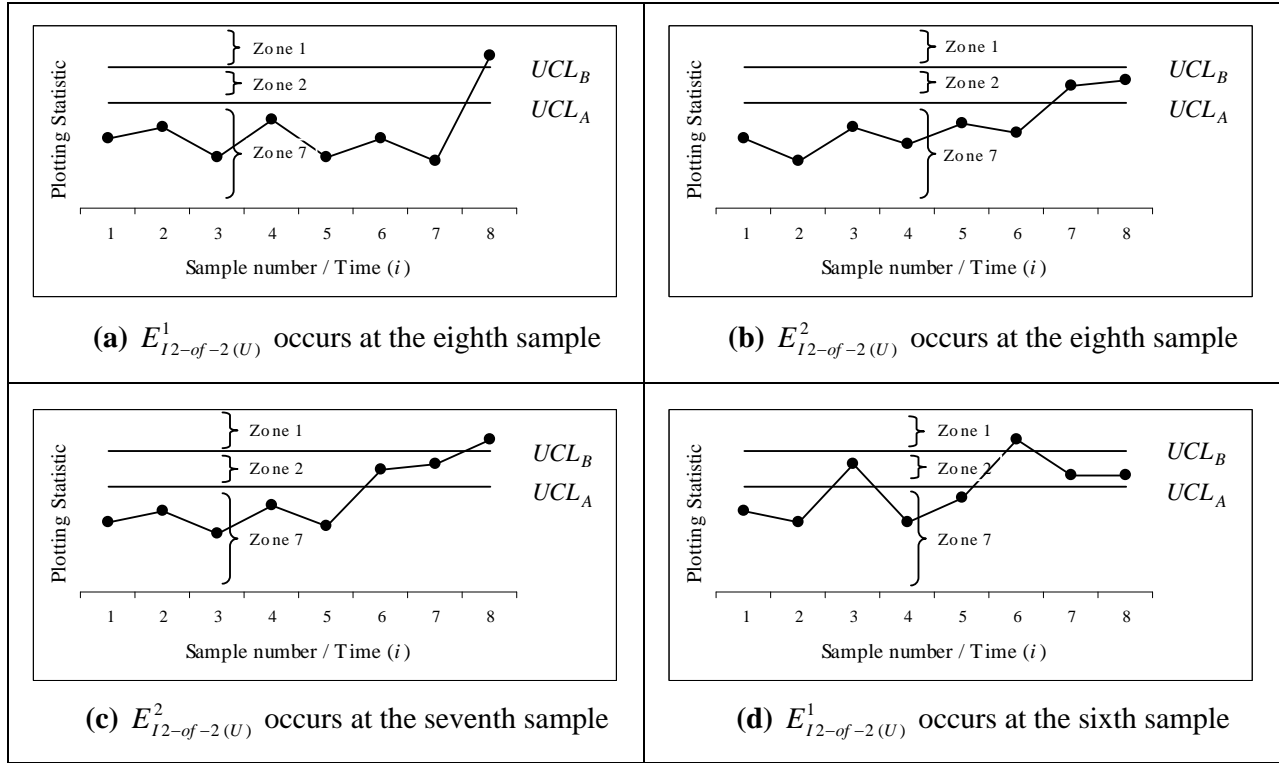 Plotting Statistic
Zone 1
Zone 2
Zone 7
UCL_B
UCL_A
1 2 3 4 5 6 7 8
Sample number / Time (i)
(a) E^1_{I2-of-2(U)} occurs at the eighth sample
Plotting Statistic
Zone 1
Zone 2
Zone 7
UCL_B
UCL_A
1 2 3 4 5 6 7 8
Sample number / Time (i)
(b) E^2_{I2-of-2(U)} occurs at the eighth sample
Plotting Statistic
Zone 1
Zone 2
Zone 7
UCL_B
UCL_A
1 2 3 4 5 6 7 8
Sample number / Time (i)
(c) E^2_{I2-of-2(U)} occurs at the seventh sample
Plotting Statistic
Zone 1
Zone 2
Zone 7
UCL_B
UCL_A
1 2 3 4 5 6 7 8
Sample number / Time (i)
(d) E^1_{I2-of-2(U)} occurs at the sixth sample